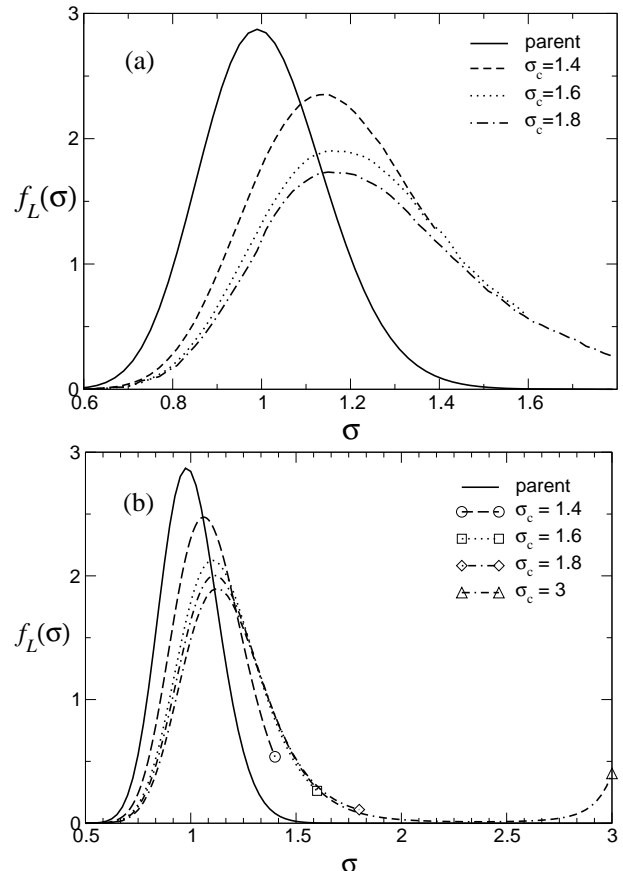 3
(a)
parent
σc=1.4
σc=1.6
σc=1.8
2
fL(σ)
1
0
0.6 0.8 1 1.2 1.4 1.6
σ
3
(b)
parent
σc = 1.4
σc = 1.6
σc = 1.8
σc = 3
2
fL(σ)
1
0
0.5 1 1.5 2 2.5 3
σ